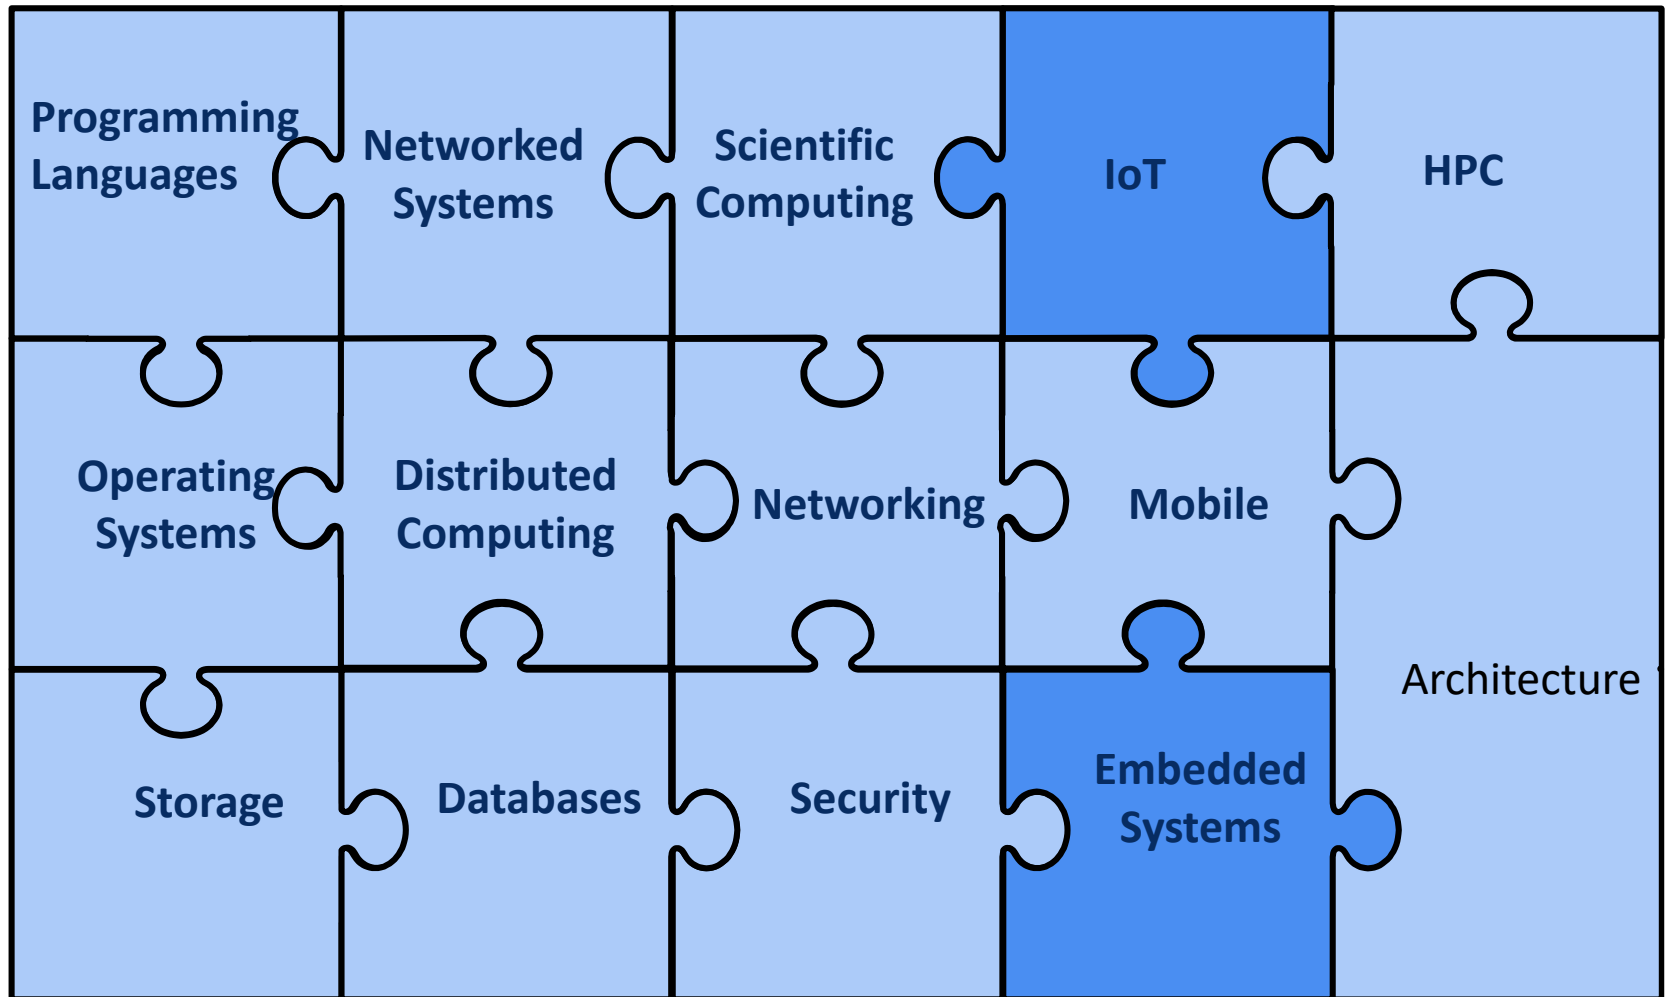 Programming
Languages
Networked
Systems
Scientific
Computing
IoT
HPC
Operating
Systems
Distributed
Computing
Networking
Mobile
Architecture
Storage
Databases
Security
Embedded
Systems